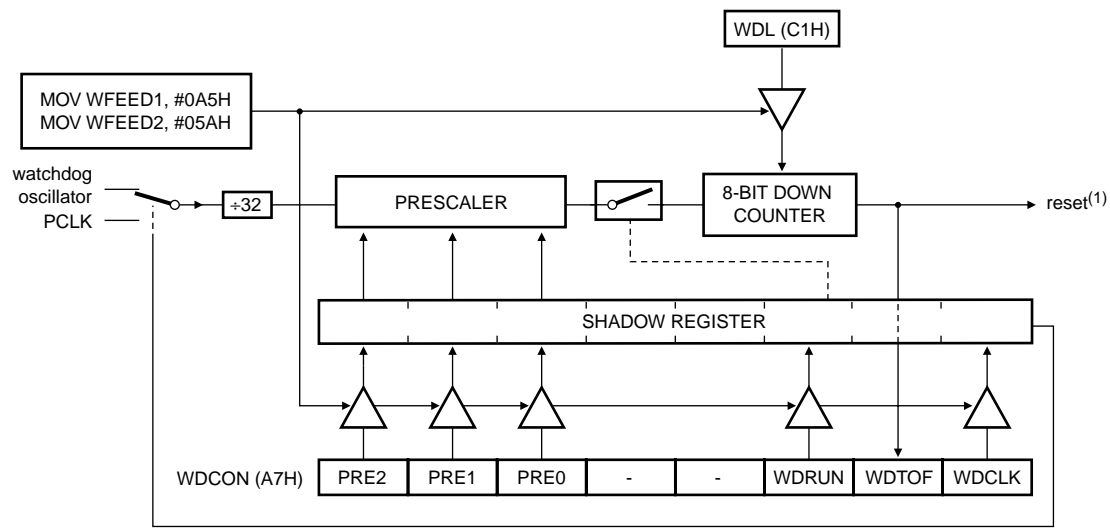 WDL (C1H)
MOV WFEED1, #0A5H
MOV WFEED2, #05AH
watchdog
oscillator
PCLK
÷32
PRESCALER
8-BIT DOWN
COUNTER
reset(1)
SHADOW REGISTER
WDCON (A7H)
PRE2
PRE1
PRE0
-
-
WDRUN
WDTOF
WDCLK